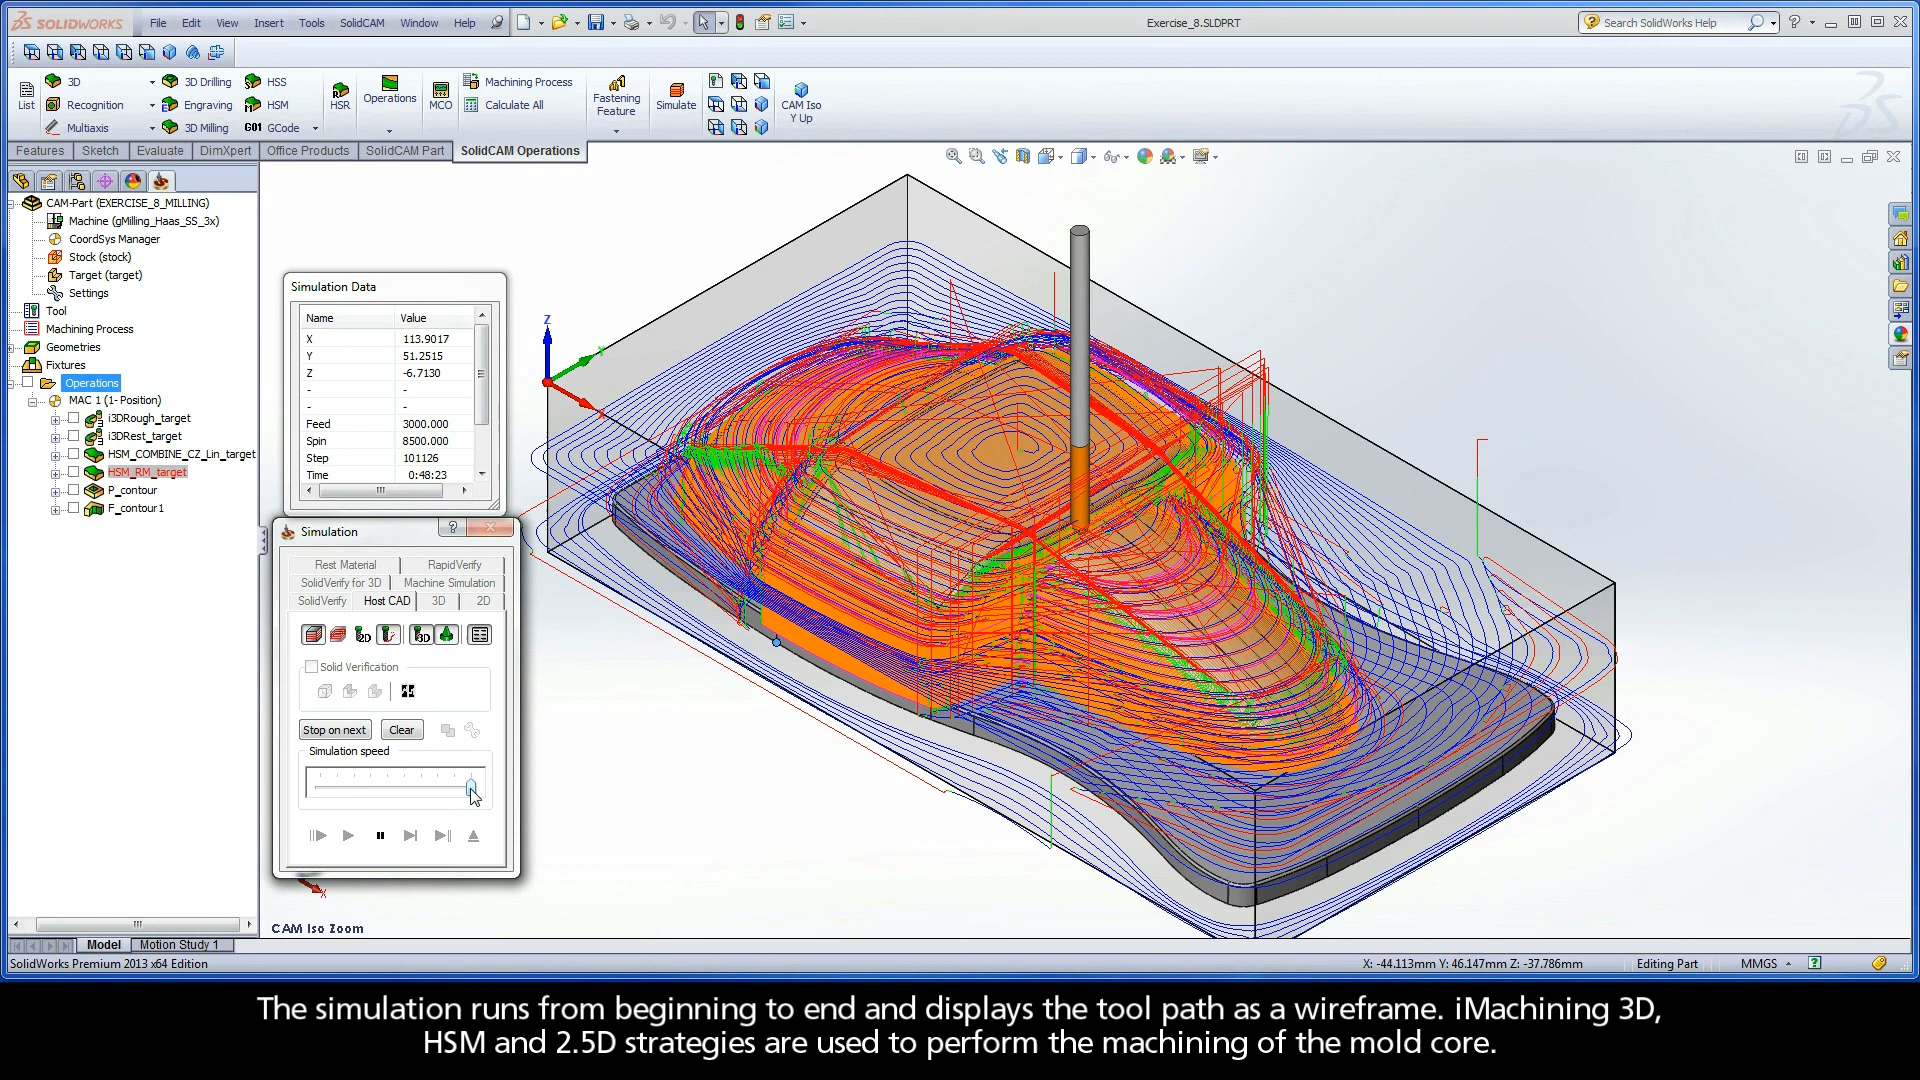 SOLIDWORKS File Edit View Insert Tools SolidCAM Window Help Exercise_8.SLDPRT Search SolidWorks Help
List 3D 3D Drilling HSS HSR Operations MCO Machining Process Fastening Feature Simulate CAM Iso Y Up
Recognition Engraving HSM Calculate All
Multiaxis 3D Milling G01 GCode
Features Sketch Evaluate DimXpert Office Products SolidCAM Part SolidCAM Operations
CAM-Part (EXERCISE_8_MILLING)
Machine (gMilling_Haas_SS_3x)
CoordSys Manager
Stock (stock)
Target (target)
Settings
Tool
Machining Process
Geometries
Fixtures
Operations
MAC 1 (1- Position)
i3DRough_target
i3DRest_target
HSM_COMBINE_CZ_Lin_target
HSM_RM_target
P_contour
F_contour1
Simulation Data
Name Value
X 113.9017
Y 51.2515
Z -6.7130
- -
- -
Feed 3000.000
Spin 8500.000
Step 101126
Time 0:48:23
Simulation
Rest Material RapidVerify
SolidVerify for 3D Machine Simulation
SolidVerify Host CAD 3D 2D
2D 3D
Solid Verification
Stop on next Clear
Simulation speed
Z
Y
X
X
CAM Iso Zoom
Model Motion Study 1
SolidWorks Premium 2013 x64 Edition X: -44.113mm Y: 46.147mm Z: -37.786mm Editing Part MMGS
The simulation runs from beginning to end and displays the tool path as a wireframe. iMachining 3D,
HSM and 2.5D strategies are used to perform the machining of the mold core.